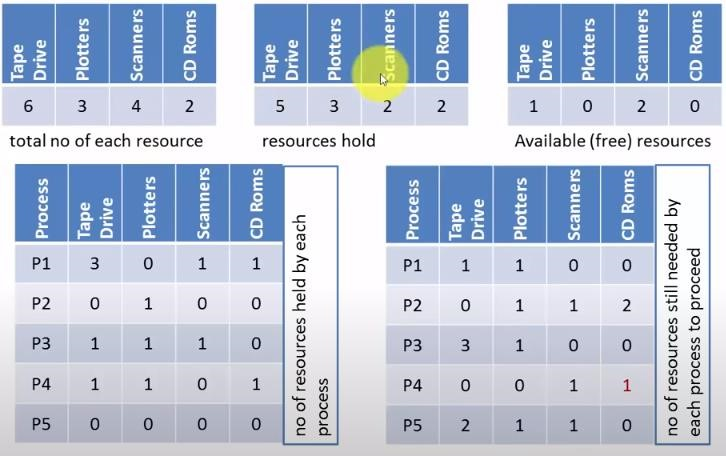 Tape Drive Plotters Scanners CD Roms
6 3 4 2
total no of each resource
Tape Drive Plotters Scanners CD Roms
5 3 2 2
resources hold
Tape Drive Plotters Scanners CD Roms
1 0 2 0
Available (free) resources
Process Tape Drive Plotters Scanners CD Roms
P1 3 0 1 1
P2 0 1 0 0
P3 1 1 1 0
P4 1 1 0 1
P5 0 0 0 0
no of resources held by each
process
Process Tape Drive Plotters Scanners CD Roms
P1 1 1 0 0
P2 0 1 1 2
P3 3 1 0 0
P4 0 0 1 1
P5 2 1 1 0
no of resources still needed by
each process to proceed